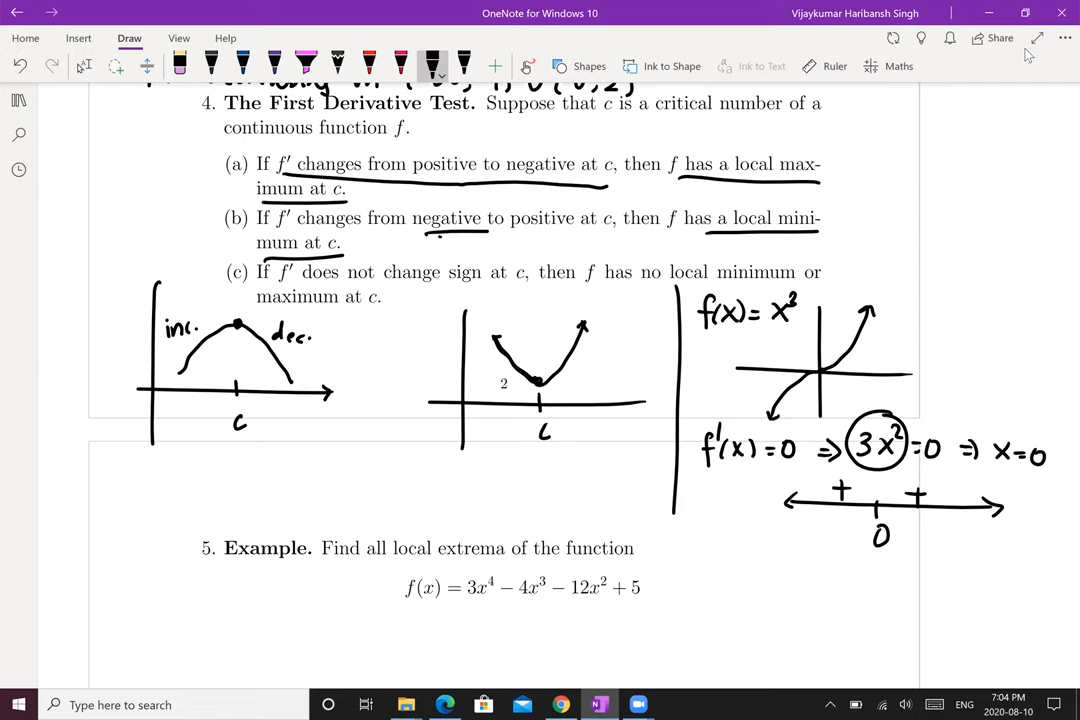 OneNote for Windows 10
Vijaykumar Haribansh Singh
Home Insert Draw View Help
Share
Shapes Ink to Shape Ink to Text Ruler Maths
4. The First Derivative Test. Suppose that c is a critical number of a
continuous function f.
(a) If f′ changes from positive to negative at c, then f has a local max-
imum at c.
(b) If f′ changes from negative to positive at c, then f has a local mini-
mum at c.
(c) If f′ does not change sign at c, then f has no local minimum or
maximum at c.
inc. dec.
c
2
c
f(x) = x³
f'(x) = 0 ⇒ 3x² = 0 ⇒ x = 0
+ +
0
5. Example. Find all local extrema of the function
f(x) = 3x⁴ − 4x³ − 12x² + 5
Type here to search
ENG
7:04 PM
2020-08-10